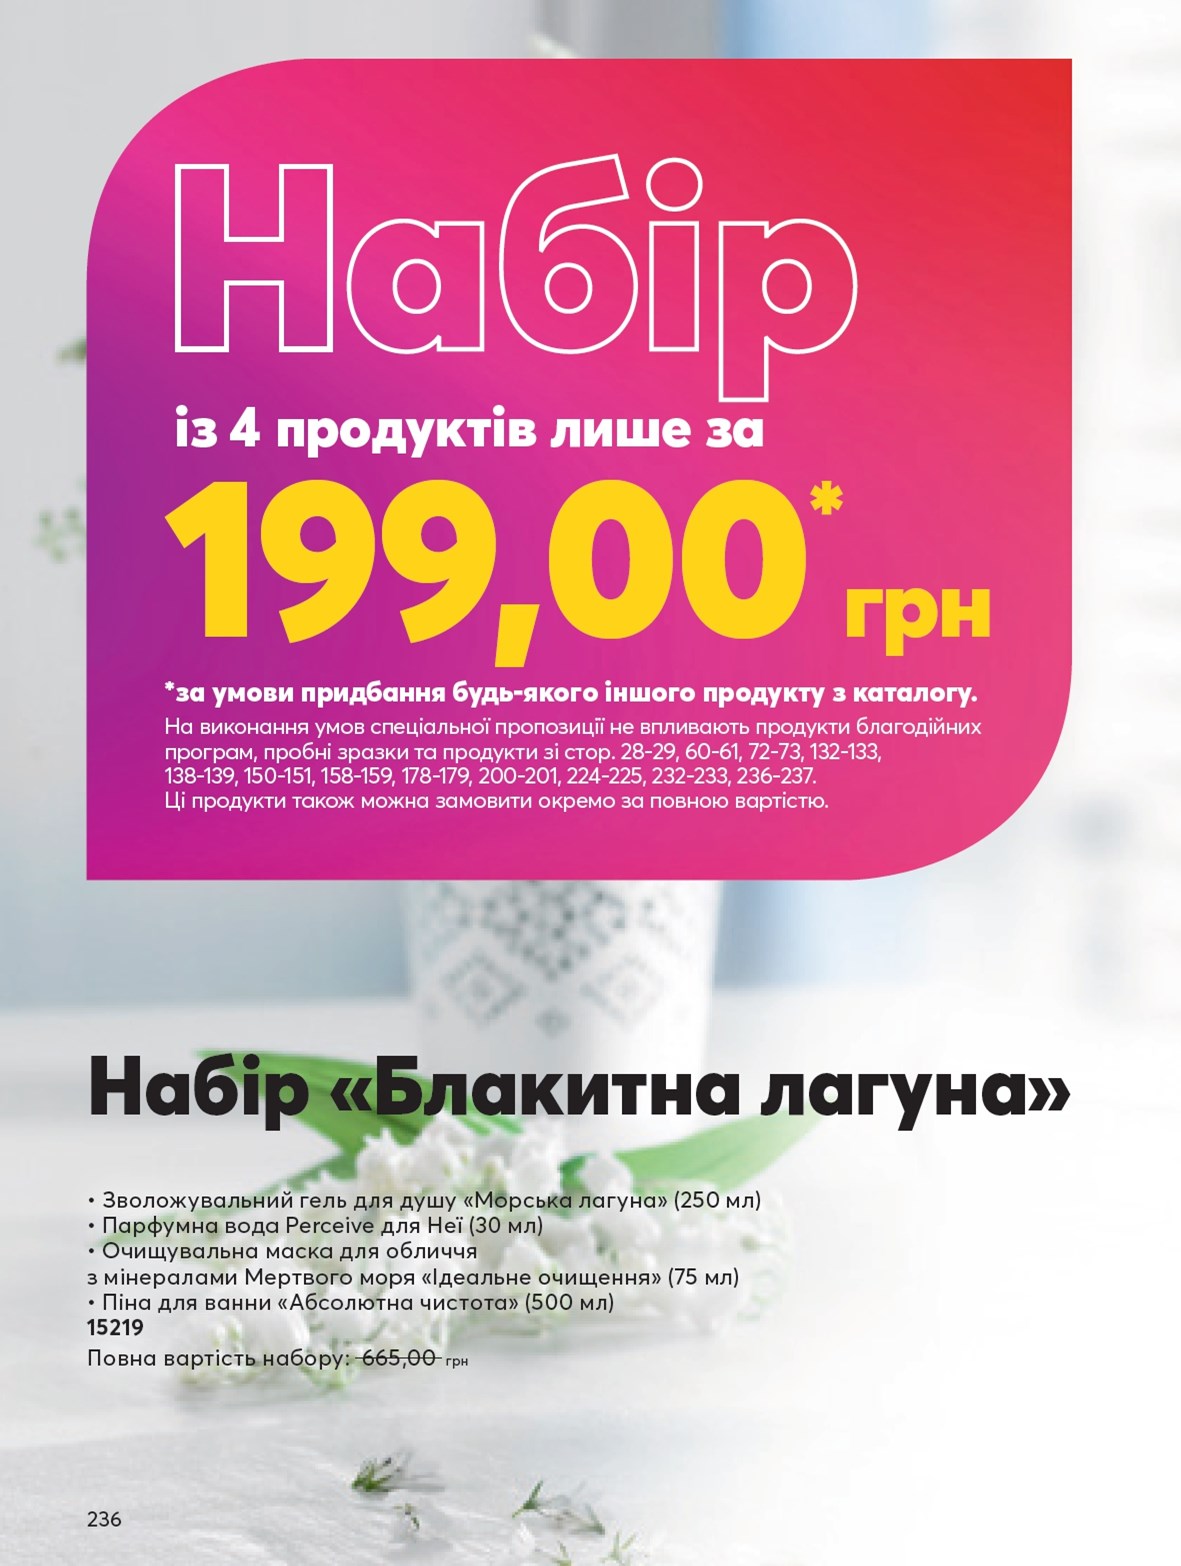 Набір
із 4 продуктів лише за
199,00* грн
*за умови придбання будь-якого іншого продукту з каталогу.
На виконання умов спеціальної пропозиції не впливають продукти благодійних
програм, пробні зразки та продукти зі стор. 28-29, 60-61, 72-73, 132-133,
138-139, 150-151, 158-159, 178-179, 200-201, 224-225, 232-233, 236-237.
Ці продукти також можна замовити окремо за повною вартістю.
Набір «Блакитна лагуна»
• Зволожувальний гель для душу «Морська лагуна» (250 мл)
• Парфумна вода Perceive для Неї (30 мл)
• Очищувальна маска для обличчя
з мінералами Мертвого моря «Ідеальне очищення» (75 мл)
• Піна для ванни «Абсолютна чистота» (500 мл)
15219
Повна вартість набору: 665,00 грн
236